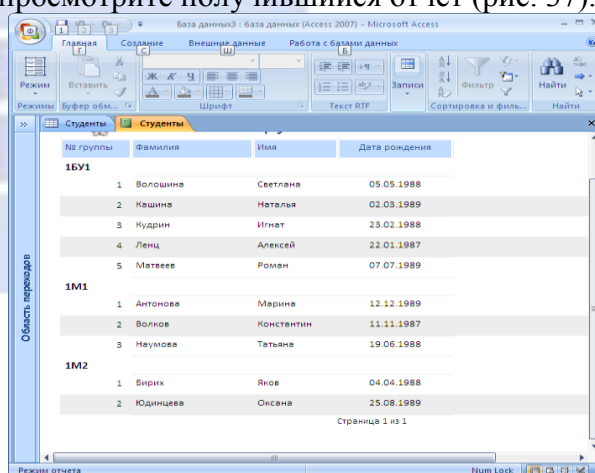 просмотрите получившийся отчет (рис. 37).
База данных3 : база данных (Access 2007) - Microsoft Access
1 2 3
Главная Создание Внешние данные Работа с базами данных
Г С Ш Б
Режим Вставить Ж К Ч Записи Фильтр Найти
Режимы Буфер обм... Шрифт Текст RTF Сортировка и филь... Найти
Студенты Студенты
№ группы Фамилия Имя Дата рождения
1БУ1
1 Волошина Светлана 05.05.1988
2 Кашина Наталья 02.03.1989
3 Кудрин Игнат 23.02.1988
4 Ленц Алексей 22.01.1987
5 Матвеев Роман 07.07.1989
1М1
1 Антонова Марина 12.12.1989
2 Волков Константин 11.11.1987
3 Наумова Татьяна 19.06.1988
1М2
1 Бирих Яков 04.04.1988
2 Юдинцева Оксана 25.08.1989
Страница 1 из 1
Область переходов
Режим отчета Num Lock